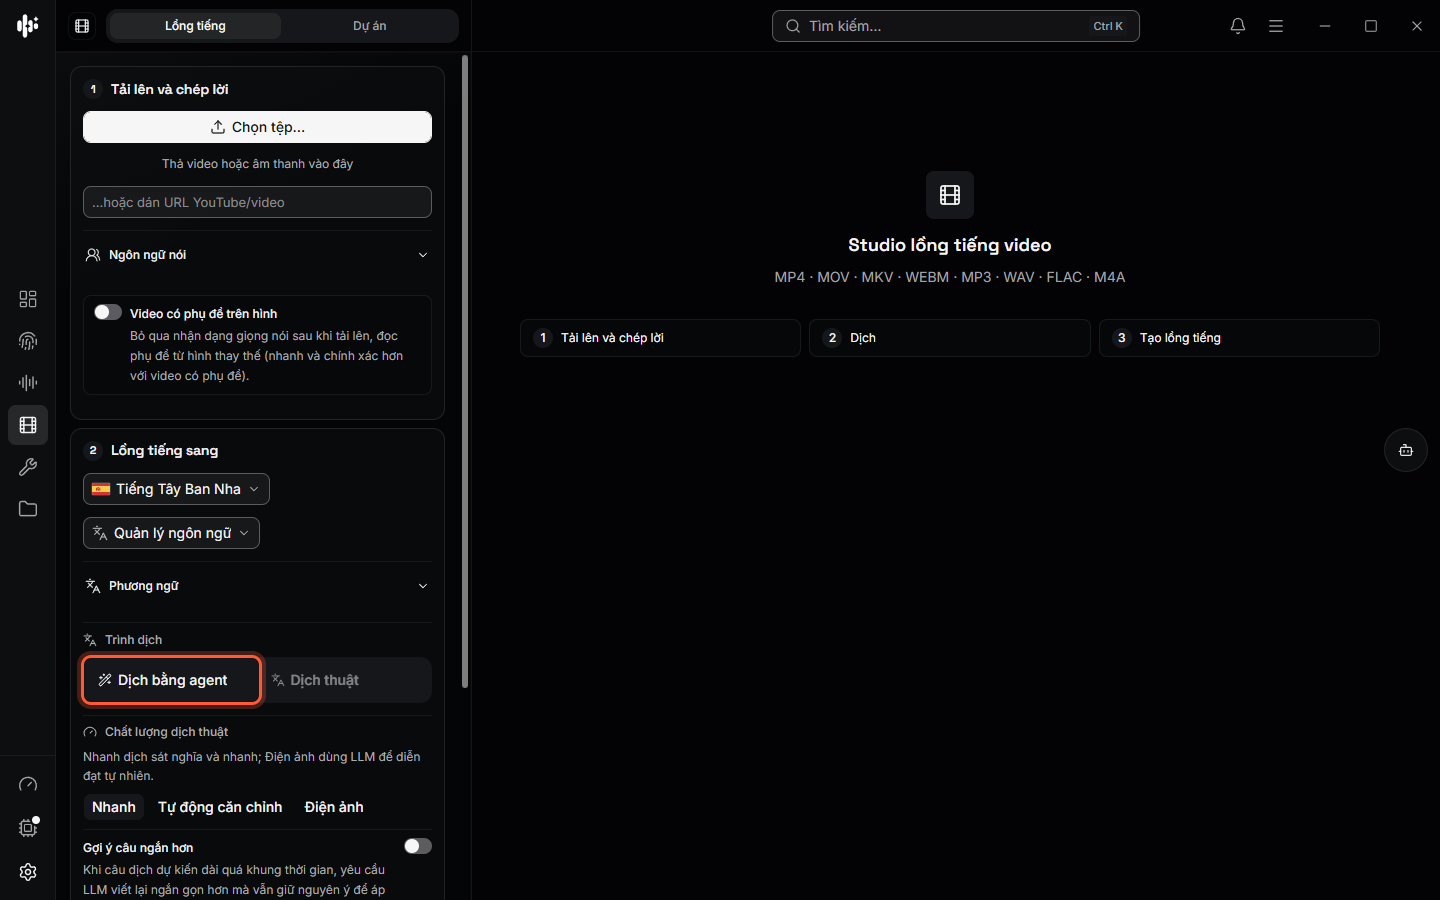 Lồng tiếng
Dự án
Tìm kiếm...
Ctrl K
1 Tải lên và chép lời
Chọn tệp...
Thả video hoặc âm thanh vào đây
...hoặc dán URL YouTube/video
Ngôn ngữ nói
Video có phụ đề trên hình
Bỏ qua nhận dạng giọng nói sau khi tải lên, đọc
phụ đề từ hình thay thế (nhanh và chính xác hơn
với video có phụ đề).
2 Lồng tiếng sang
Tiếng Tây Ban Nha
Quản lý ngôn ngữ
Phương ngữ
Trình dịch
Dịch bằng agent
Dịch thuật
Chất lượng dịch thuật
Nhanh dịch sát nghĩa và nhanh; Điện ảnh dùng LLM để diễn
đạt tự nhiên.
Nhanh
Tự động căn chỉnh
Điện ảnh
Gợi ý câu ngắn hơn
Khi câu dịch dự kiến dài quá khung thời gian, yêu cầu
LLM viết lại ngắn gọn hơn mà vẫn giữ nguyên ý để áp
Studio lồng tiếng video
MP4 · MOV · MKV · WEBM · MP3 · WAV · FLAC · M4A
1 Tải lên và chép lời
2 Dịch
3 Tạo lồng tiếng